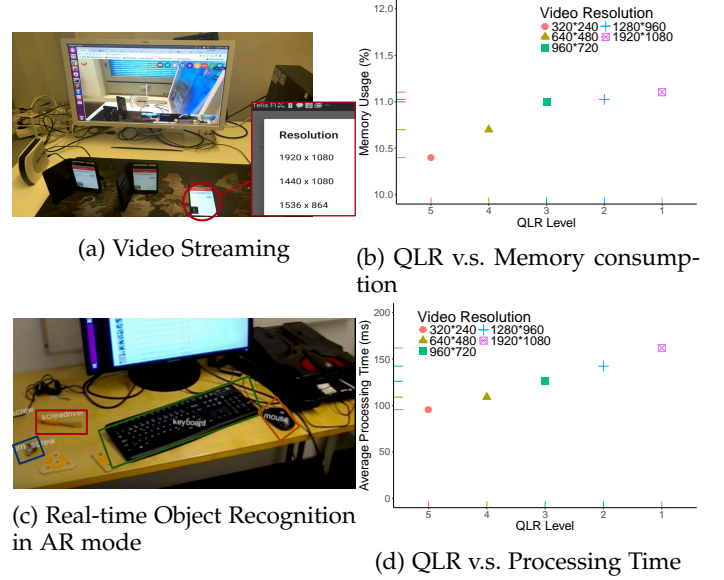 Telia FI
Resolution
1920 x 1080
1440 x 1080
1536 x 864
(a) Video Streaming
Video Resolution
320*240 1280*960
640*480 1920*1080
960*720
Memory Usage (%)
12.0
11.5
11.0
10.5
10.0
5 4 3 2 1
QLR Level
(b) QLR v.s. Memory consump-
tion
screw
screwdriver
screw
keyboard
mouse
(c) Real-time Object Recognition
in AR mode
Video Resolution
320*240 1280*960
640*480 1920*1080
960*720
Average Processing Time (ms)
200
150
100
50
0
5 4 3 2 1
QLR Level
(d) QLR v.s. Processing Time